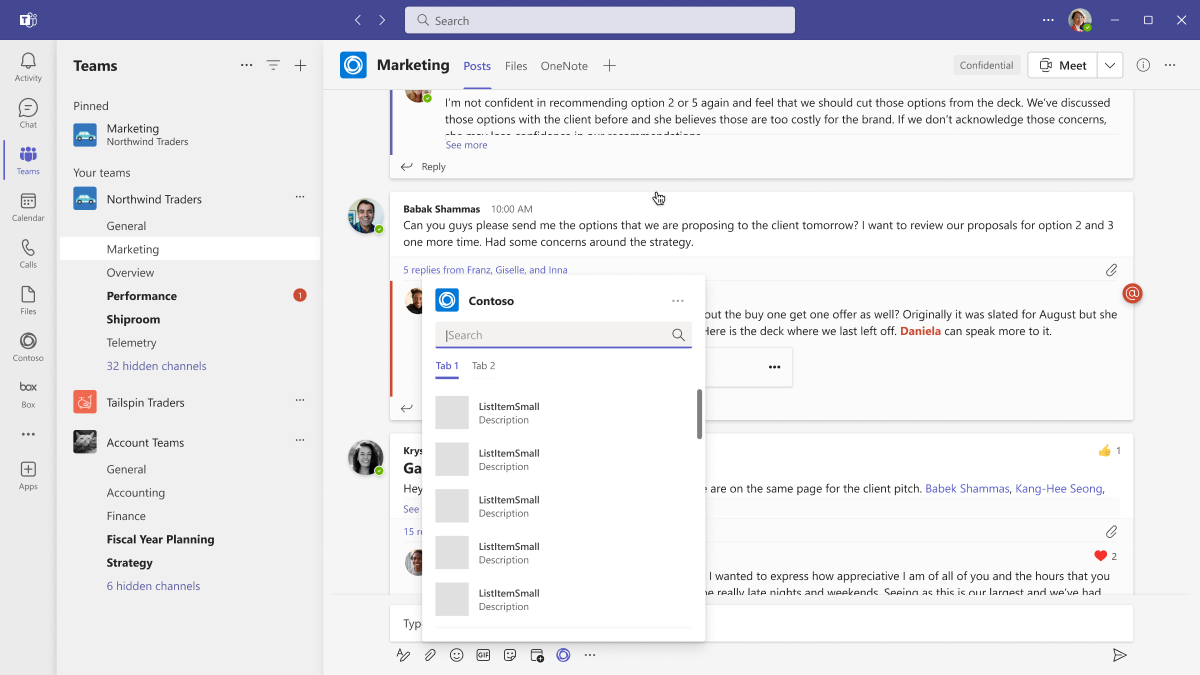 Search
Activity
Chat
Teams
Calendar
Calls
Files
Contoso
box
Box
Apps
Teams
Pinned
Marketing
Northwind Traders
Your teams
Northwind Traders
General
Marketing
Overview
Performance
1
Shiproom
Telemetry
32 hidden channels
Tailspin Traders
Account Teams
General
Accounting
Finance
Fiscal Year Planning
Strategy
6 hidden channels
Marketing
Posts
Files
OneNote
Confidential
Meet
I'm not confident in recommending option 2 or 5 again and feel that we should cut those options from the deck. We've discussed
those options with the client before and she believes those are too costly for the brand. If we don't acknowledge those concerns,
she may lose confidence in our recommendations
See more
Reply
Babak Shammas 10:00 AM
Can you guys please send me the options that we are proposing to the client tomorrow? I want to review our proposals for option 2 and 3
one more time. Had some concerns around the strategy.
5 replies from Franz, Giselle, and Inna
out the buy one get one offer as well? Originally it was slated for August but she
Here is the deck where we last left off. Daniela can speak more to it.
Contoso
Search
Tab 1
Tab 2
ListItemSmall
Description
ListItemSmall
Description
ListItemSmall
Description
ListItemSmall
Description
ListItemSmall
Description
Krys
1
Ga
Hey
e are on the same page for the client pitch. Babek Shammas, Kang-Hee Seong,
See
15 re
2
I wanted to express how appreciative I am of all of you and the hours that you
e really late nights and weekends. Seeing as this is our largest and we've had
Typ
GIF